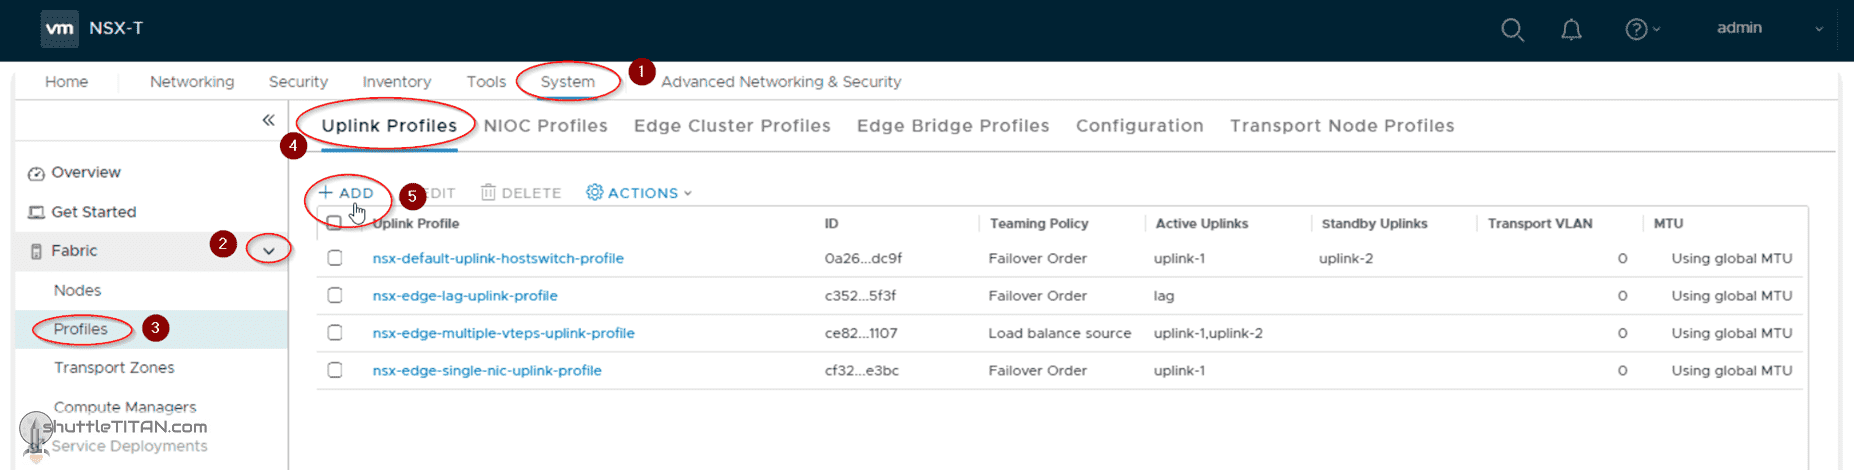 vm NSX-T admin
Home Networking Security Inventory Tools System 1 Advanced Networking & Security
Uplink Profiles NIOC Profiles Edge Cluster Profiles Edge Bridge Profiles Configuration Transport Node Profiles
4
Overview
Get Started
2
Fabric
Nodes
Profiles 3
Transport Zones
Compute Managers
shuttleTITAN.com
Service Deployments
+ ADD 5 EDIT DELETE ACTIONS
Uplink Profile ID Teaming Policy Active Uplinks Standby Uplinks Transport VLAN MTU
nsx-default-uplink-hostswitch-profile 0a26...dc9f Failover Order uplink-1 uplink-2 0 Using global MTU
nsx-edge-lag-uplink-profile c352...5f3f Failover Order lag 0 Using global MTU
nsx-edge-multiple-vteps-uplink-profile ce82...1107 Load balance source uplink-1,uplink-2 0 Using global MTU
nsx-edge-single-nic-uplink-profile cf32...e3bc Failover Order uplink-1 0 Using global MTU